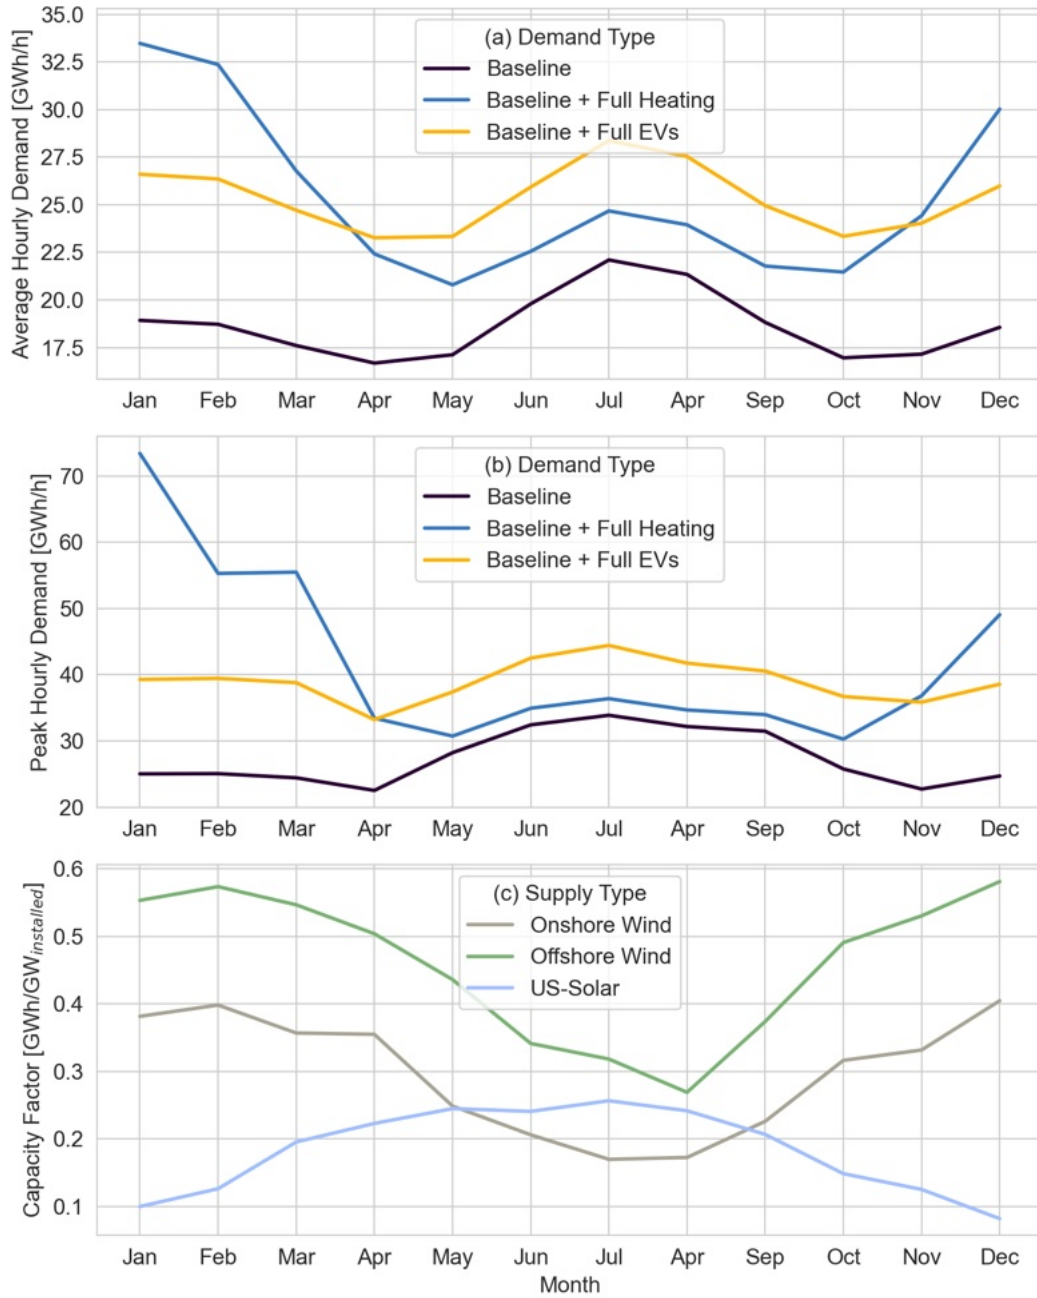 35.0
32.5
30.0
27.5
25.0
22.5
20.0
17.5
Average Hourly Demand [GWh/h]
(a) Demand Type
Baseline
Baseline + Full Heating
Baseline + Full EVs
Jan Feb Mar Apr May Jun Jul Apr Sep Oct Nov Dec
70
60
50
40
30
20
Peak Hourly Demand [GWh/h]
(b) Demand Type
Baseline
Baseline + Full Heating
Baseline + Full EVs
Jan Feb Mar Apr May Jun Jul Apr Sep Oct Nov Dec
0.6
0.5
0.4
0.3
0.2
0.1
Capacity Factor [GWh/GWinstalled]
(c) Supply Type
Onshore Wind
Offshore Wind
US-Solar
Jan Feb Mar Apr May Jun Jul Apr Sep Oct Nov Dec
Month